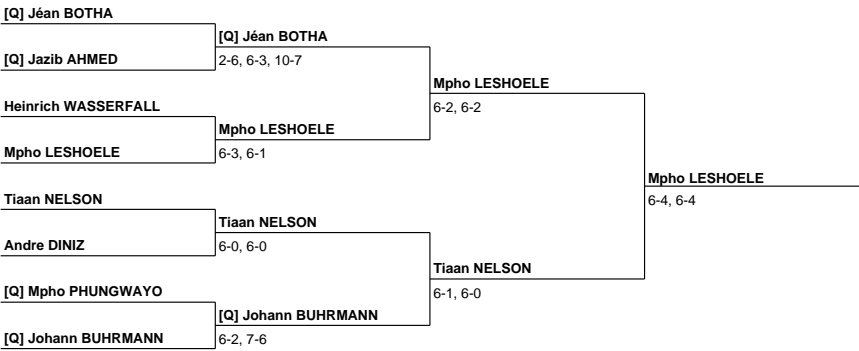 [Q] Jéan BOTHA
[Q] Jéan BOTHA
[Q] Jazib AHMED
2-6, 6-3, 10-7
Mpho LESHOELE
Heinrich WASSERFALL
6-2, 6-2
Mpho LESHOELE
Mpho LESHOELE
6-3, 6-1
Mpho LESHOELE
Tiaan NELSON
6-4, 6-4
Tiaan NELSON
Andre DINIZ
6-0, 6-0
Tiaan NELSON
[Q] Mpho PHUNGWAYO
6-1, 6-0
[Q] Johann BUHRMANN
[Q] Johann BUHRMANN
6-2, 7-6